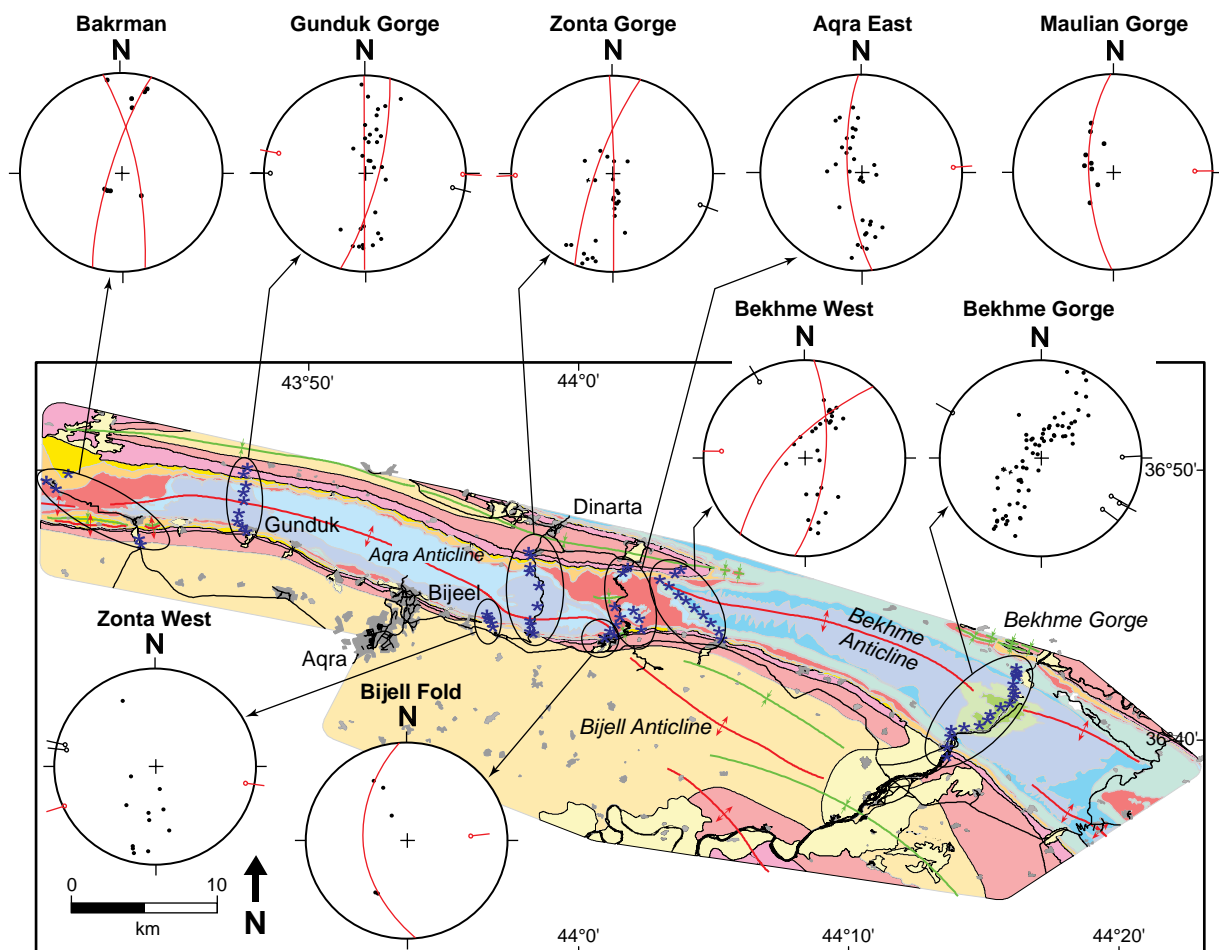 Bakrman
N
Gunduk Gorge
N
Zonta Gorge
N
Aqra East
N
Maulian Gorge
N
Bekhme West
N
Bekhme Gorge
N
43°50'
44°0'
36°50'
Dinarta
Gunduk
Aqra Anticline
Bijeel
Bekhme
Anticline
Bekhme Gorge
Zonta West
N
Aqra
Bijell Fold
N
Bijell Anticline
36°40'
0
10
km
N
44°0'
44°10'
44°20'